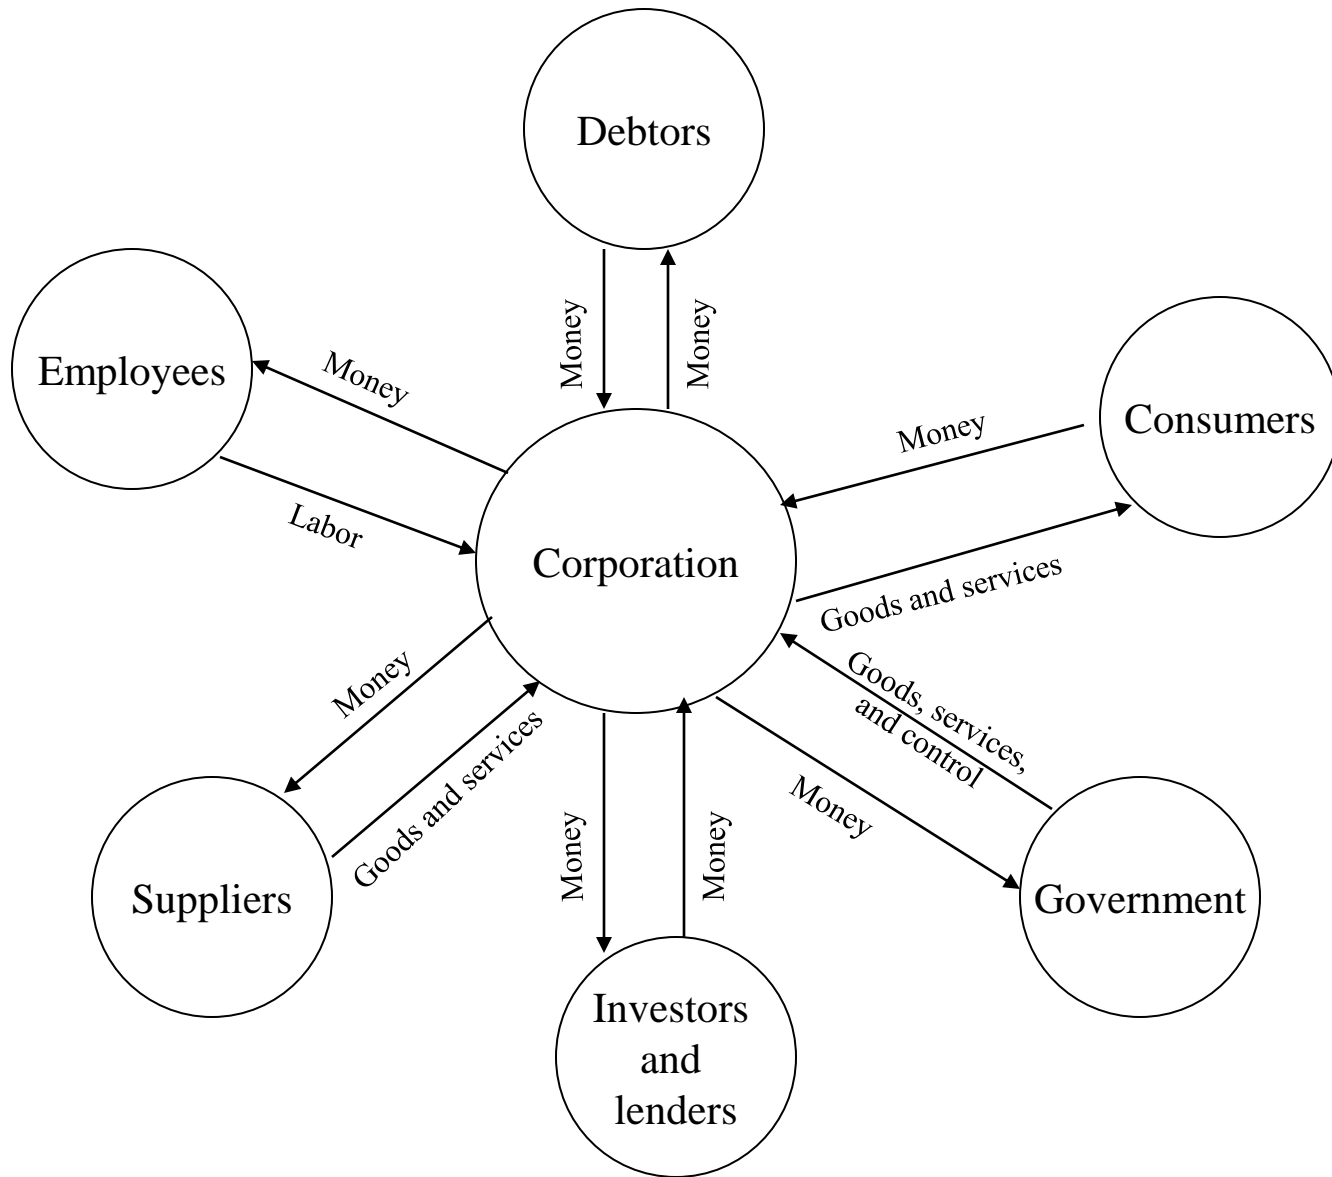 Debtors
Money
Money
Employees
Money
Labor
Consumers
Money
Goods and services
Corporation
Goods, services,
and control
Money
Government
Money
Goods and services
Suppliers
Money
Money
Investors
and
lenders